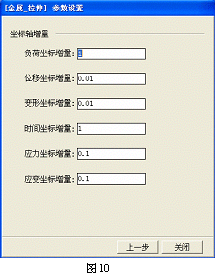 [金属_拉伸] 参数设置
坐标轴增量
负荷坐标增量: 1
位移坐标增量: 0.01
变形坐标增量: 0.01
时间坐标增量: 1
应力坐标增量: 0.1
应变坐标增量: 0.1
上一步 关闭
图10